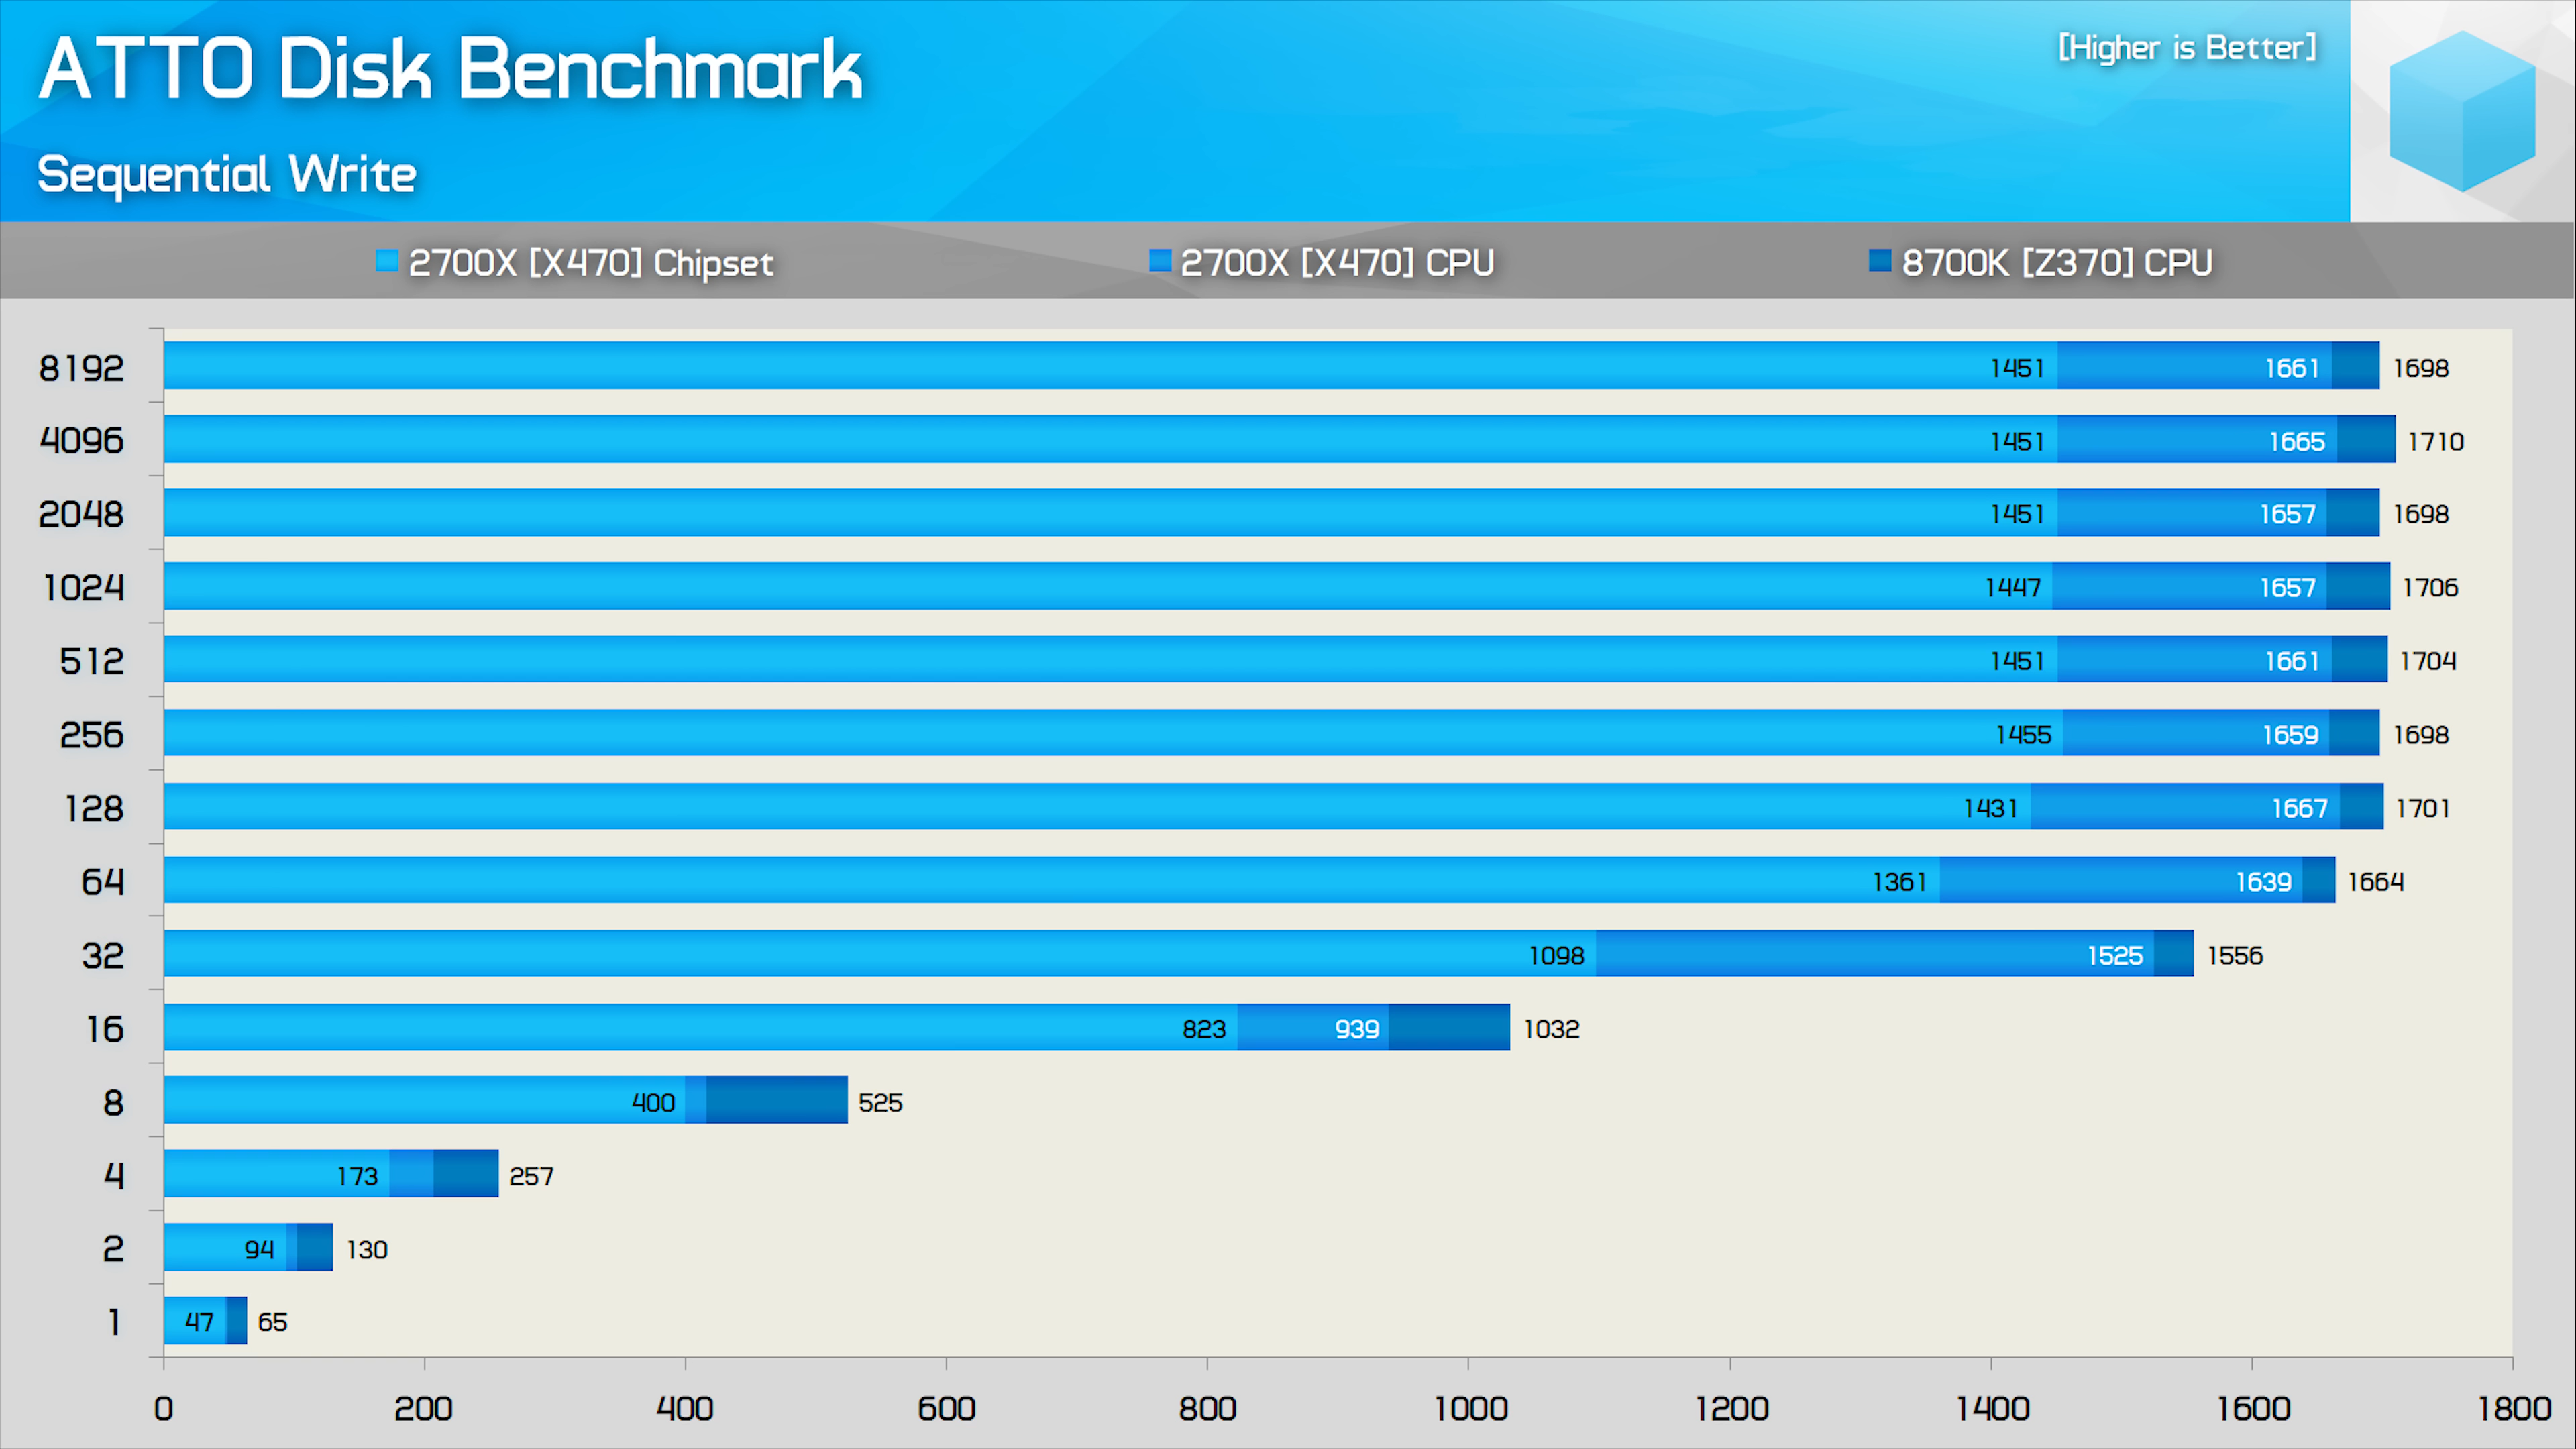 ATTO Disk Benchmark
[Higher is Better]
Sequential Write
2700X [X470] Chipset 2700X [X470] CPU 8700K [Z370] CPU
8192 1451 1661 1698
4096 1451 1665 1710
2048 1451 1657 1698
1024 1447 1657 1706
512 1451 1661 1704
256 1455 1659 1698
128 1431 1667 1701
64 1361 1639 1664
32 1098 1525 1556
16 823 939 1032
8 400 525
4 173 257
2 94 130
1 47 65
0 200 400 600 800 1000 1200 1400 1600 1800